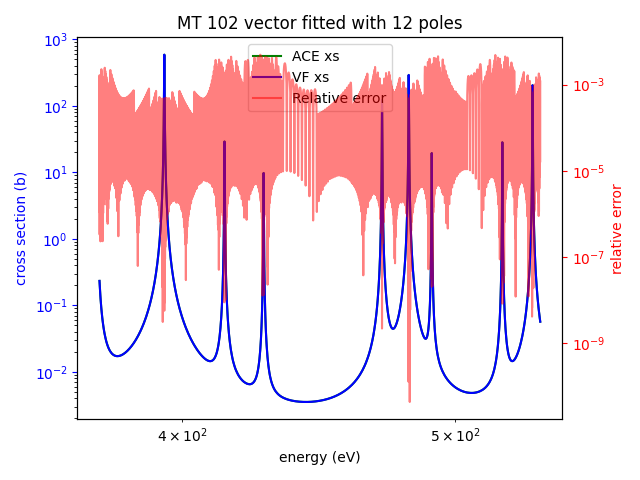 MT 102 vector fitted with 12 poles
ACE xs
VF xs
Relative error
10³
10²
10¹
10⁰
10⁻¹
10⁻²
cross section (b)
10⁻³
10⁻⁵
10⁻⁷
10⁻⁹
relative error
4 × 10²
5 × 10²
energy (eV)